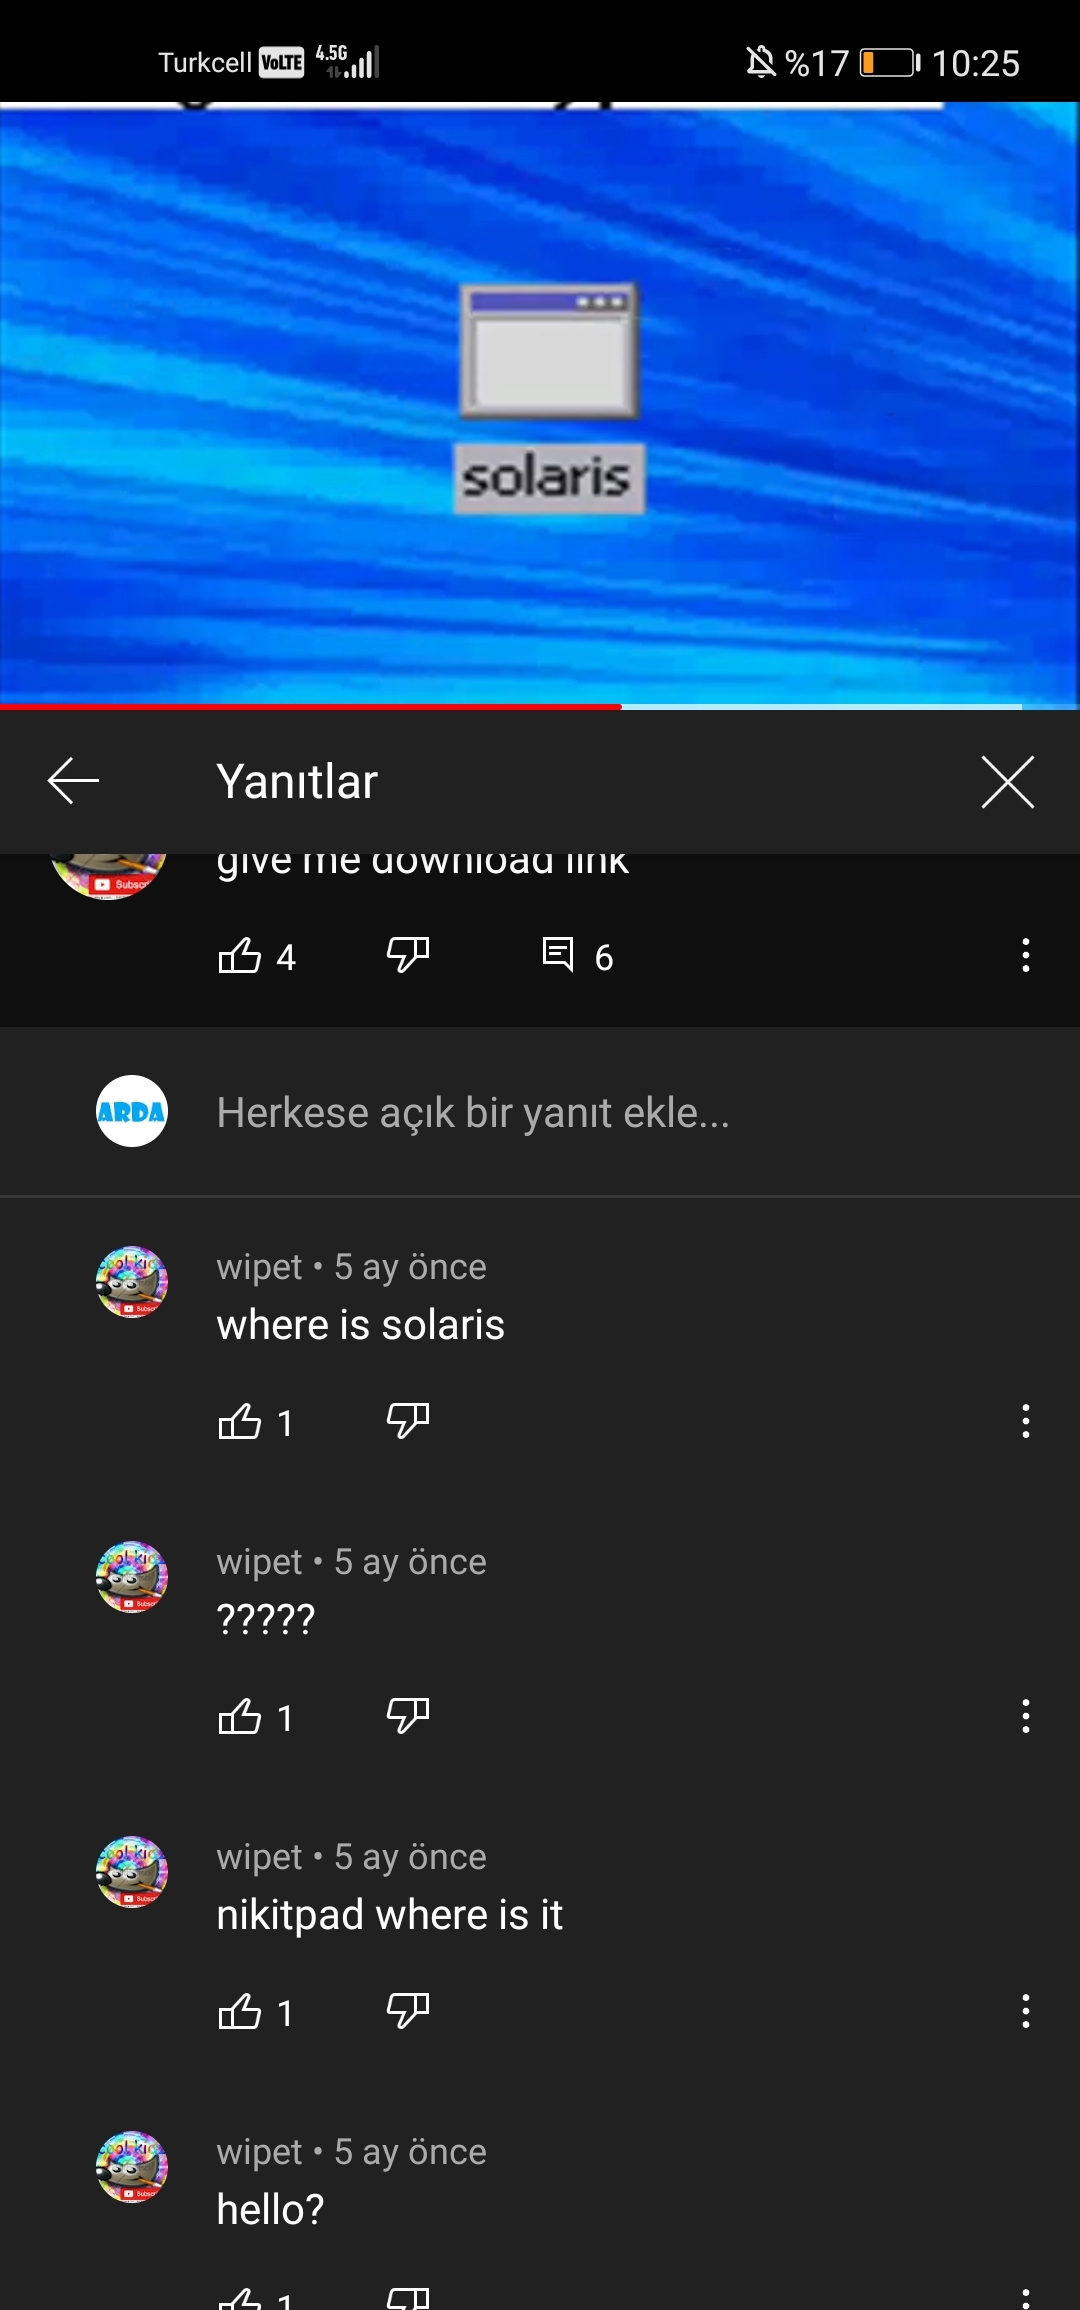 Turkcell VoLTE 4.5G %17 10:25
solaris
Yanıtlar
give me download link
4 6
ARDA Herkese açık bir yanıt ekle...
wipet • 5 ay önce
where is solaris
1
wipet • 5 ay önce
?????
1
wipet • 5 ay önce
nikitpad where is it
1
wipet • 5 ay önce
hello?
1